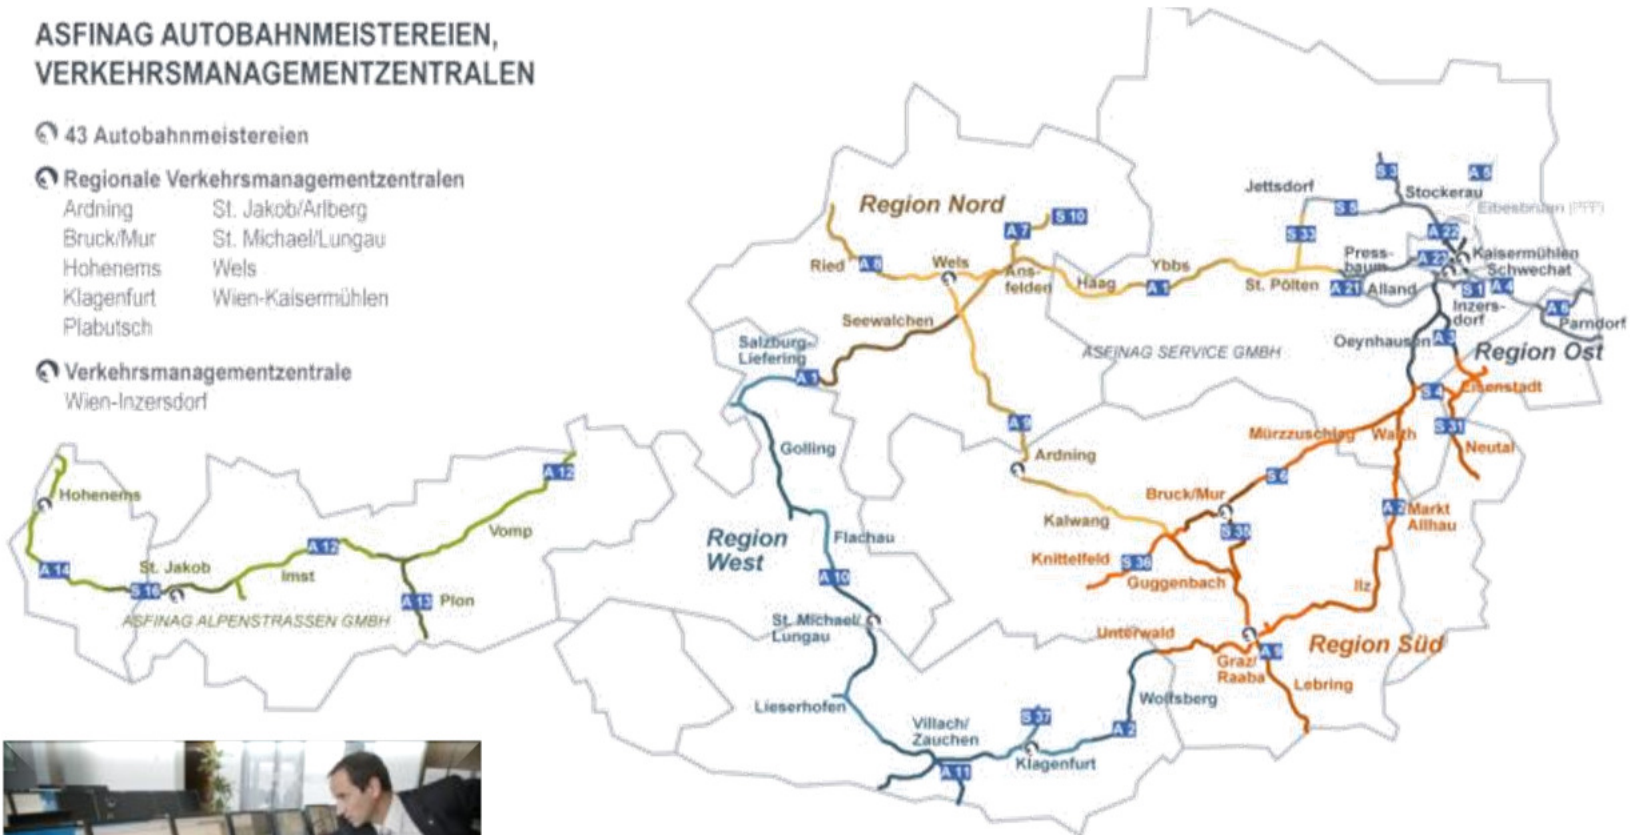 ASFINAG AUTOBAHNMEISTEREIEN,
VERKEHRSMANAGEMENTZENTRALEN
43 Autobahnmeistereien
Regionale Verkehrsmanagementzentralen
Ardning St. Jakob/Arlberg
Bruck/Mur St. Michael/Lungau
Hohenems Wels
Klagenfurt Wien-Kaisermühlen
Plabutsch
Verkehrsmanagementzentrale
Wien-Inzersdorf
S 3
A 5
Jettsdorf
Stockerau
S 5
Eibesbrunn (PPP)
Region Nord
S 10
A 7
S 33
A 22
Ried
A 8
Wels
Ans-
felden
Haag
Ybbs
A 1
St. Pölten
Press-
baum
A 21
Alland
A 23
Kaisermühlen
Schwechat
S 1
A 4
Inzers-
dorf
A 6
Parndorf
Seewalchen
Salzburg-
Liefering
A 1
ASFINAG SERVICE GMBH
Oeynhausen
A 3
Region Ost
S 4
Eisenstadt
A 9
S 31
Mürzzuschlag
Warth
Neutal
Golling
Ardning
A 12
S 6
Hohenems
Bruck/Mur
A 2
Markt
Allhau
Kalwang
Vomp
Region
West
Flachau
S 35
A 12
Knittelfeld
S 36
Guggenbach
A 14
St. Jakob
Imst
A 10
Ilz
S 16
A 13
Plon
ASFINAG ALPENSTRASSEN GMBH
St. Michael/
Lungau
Unterwald
Region Süd
Graz/
Raaba
A 9
Lebring
Lieserhofen
Wolfsberg
Villach/
Zauchen
S 37
A 2
Klagenfurt
A 11